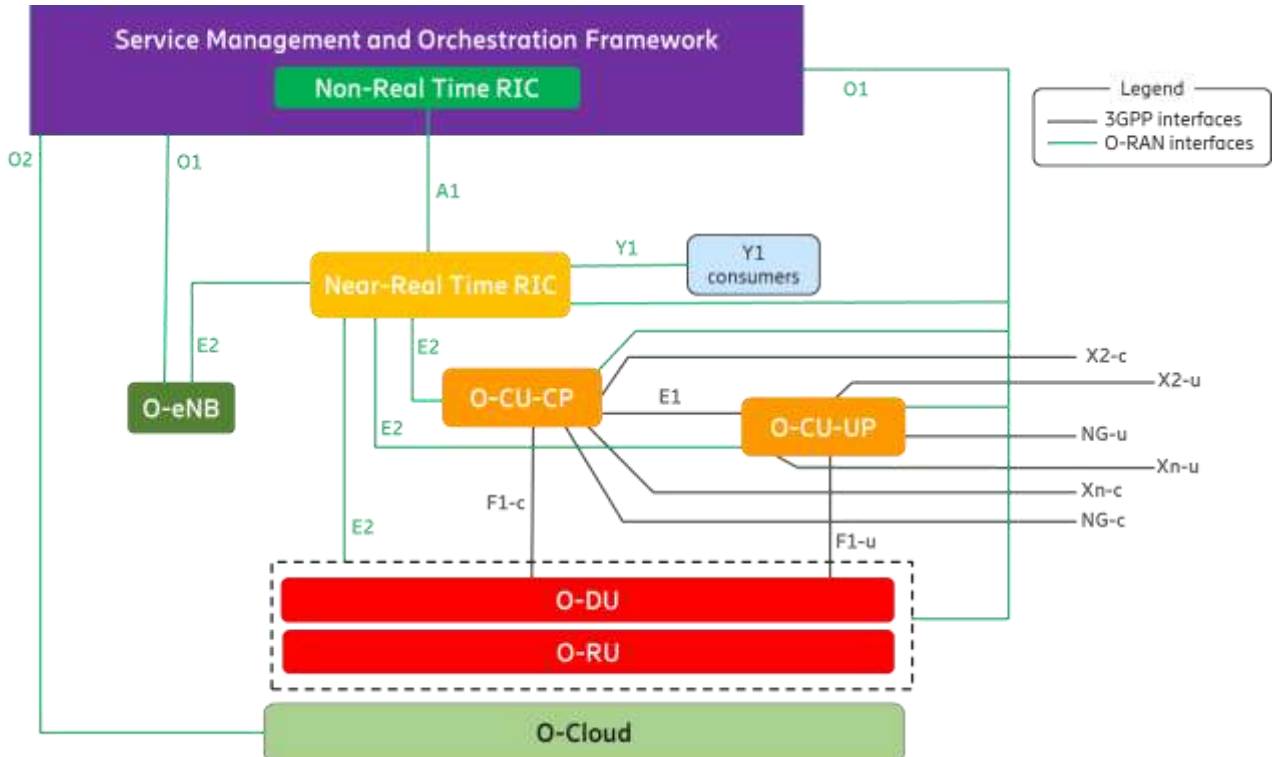 Service Management and Orchestration Framework
Non-Real Time RIC
O1
Legend
3GPP interfaces
O-RAN interfaces
O2
O1
A1
Y1
Y1
consumers
Near-Real Time RIC
E2
E2
X2-c
X2-u
O-eNB
O-CU-CP
E1
O-CU-UP
E2
NG-u
Xn-u
Xn-c
F1-c
NG-c
E2
F1-u
O-DU
O-RU
O-Cloud